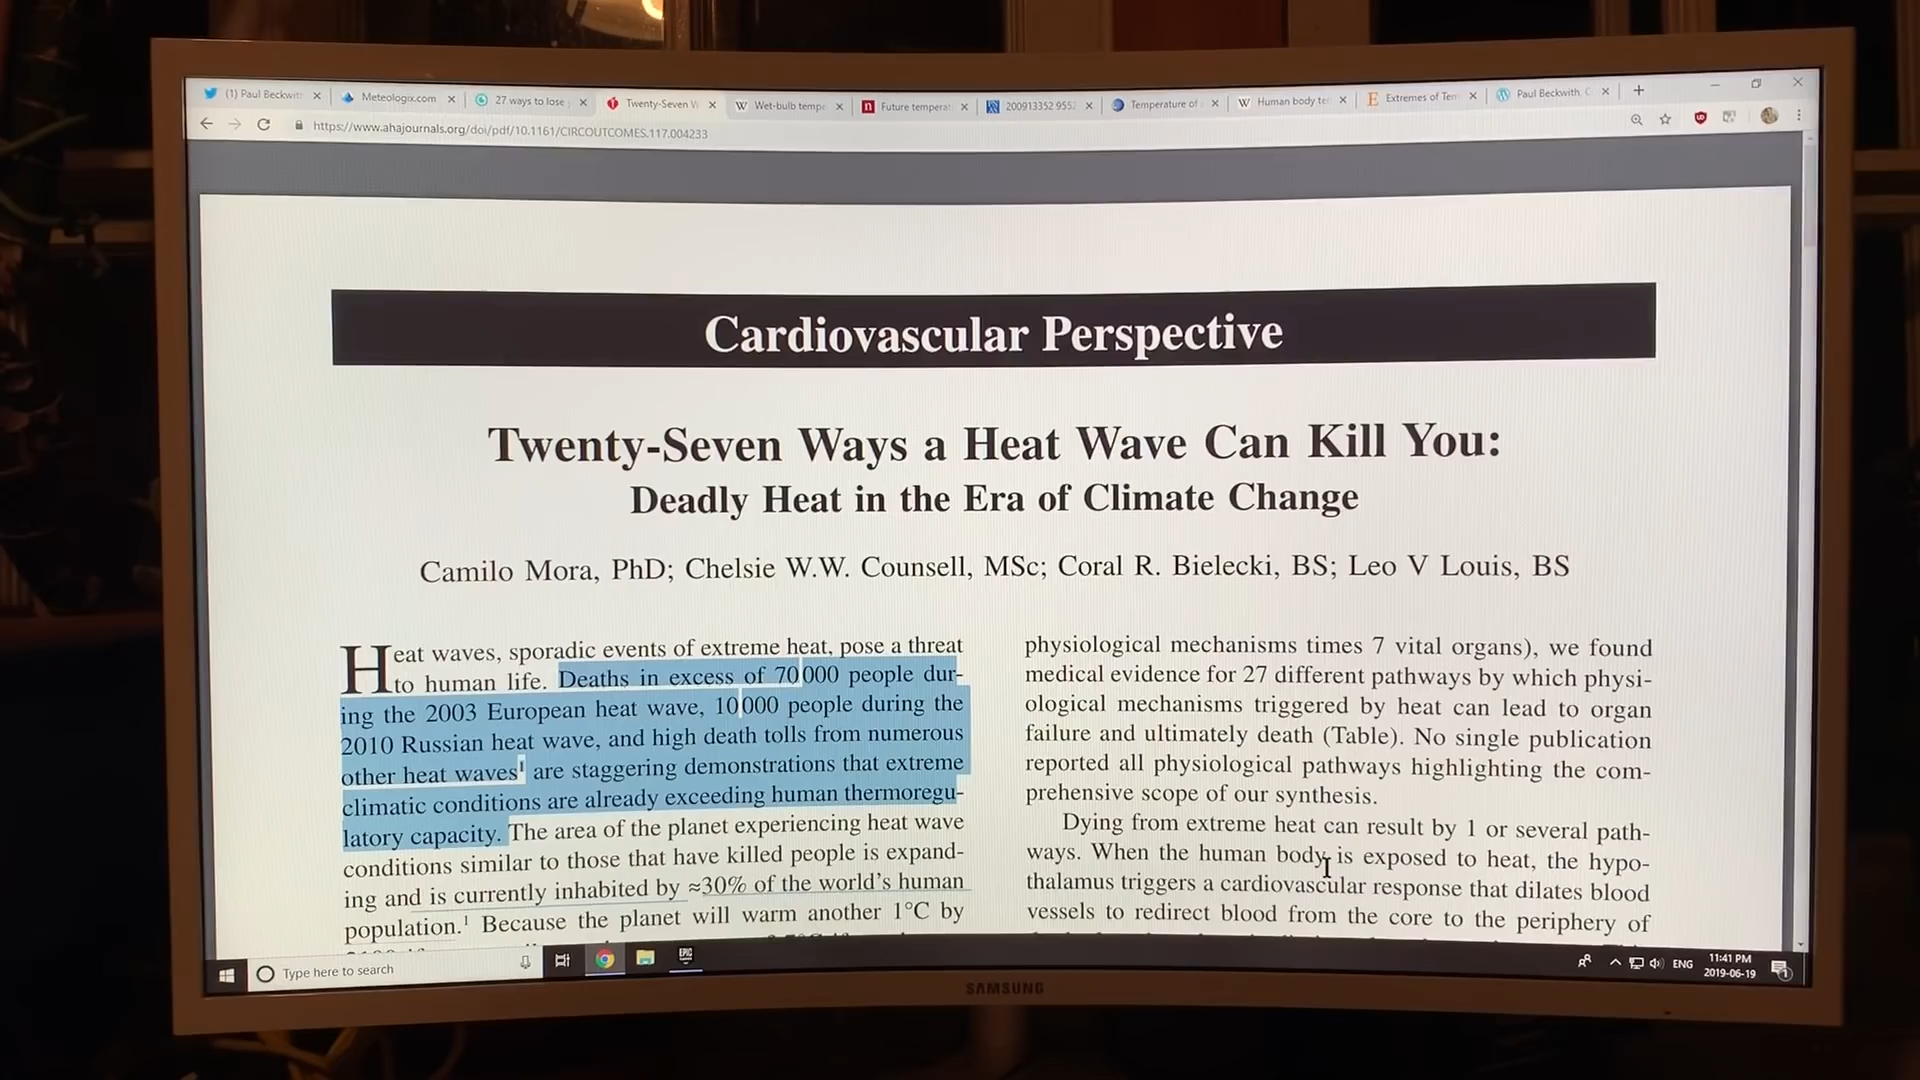 (1) Paul Beckwit
Meteologix.com
27 ways to lose
Twenty-Seven W
Wet-bulb tempe
Future temperat
200913352 955
Temperature of
Human body te
Extremes of Tem
Paul Beckwith, C
https://www.ahajournals.org/doi/pdf/10.1161/CIRCOUTCOMES.117.004233
Cardiovascular Perspective
Twenty-Seven Ways a Heat Wave Can Kill You:
Deadly Heat in the Era of Climate Change
Camilo Mora, PhD; Chelsie W.W. Counsell, MSc; Coral R. Bielecki, BS; Leo V Louis, BS
Heat waves, sporadic events of extreme heat, pose a threat
to human life. Deaths in excess of 70 000 people dur-
ing the 2003 European heat wave, 10 000 people during the
2010 Russian heat wave, and high death tolls from numerous
other heat waves¹ are staggering demonstrations that extreme
climatic conditions are already exceeding human thermoregu-
latory capacity. The area of the planet experiencing heat wave
conditions similar to those that have killed people is expand-
ing and is currently inhabited by ≈30% of the world's human
population.¹ Because the planet will warm another 1°C by
physiological mechanisms times 7 vital organs), we found
medical evidence for 27 different pathways by which physi-
ological mechanisms triggered by heat can lead to organ
failure and ultimately death (Table). No single publication
reported all physiological pathways highlighting the com-
prehensive scope of our synthesis.
Dying from extreme heat can result by 1 or several path-
ways. When the human body is exposed to heat, the hypo-
thalamus triggers a cardiovascular response that dilates blood
vessels to redirect blood from the core to the periphery of
Type here to search
EPIC
ENG
11:41 PM
2019-06-19
1
SAMSUNG